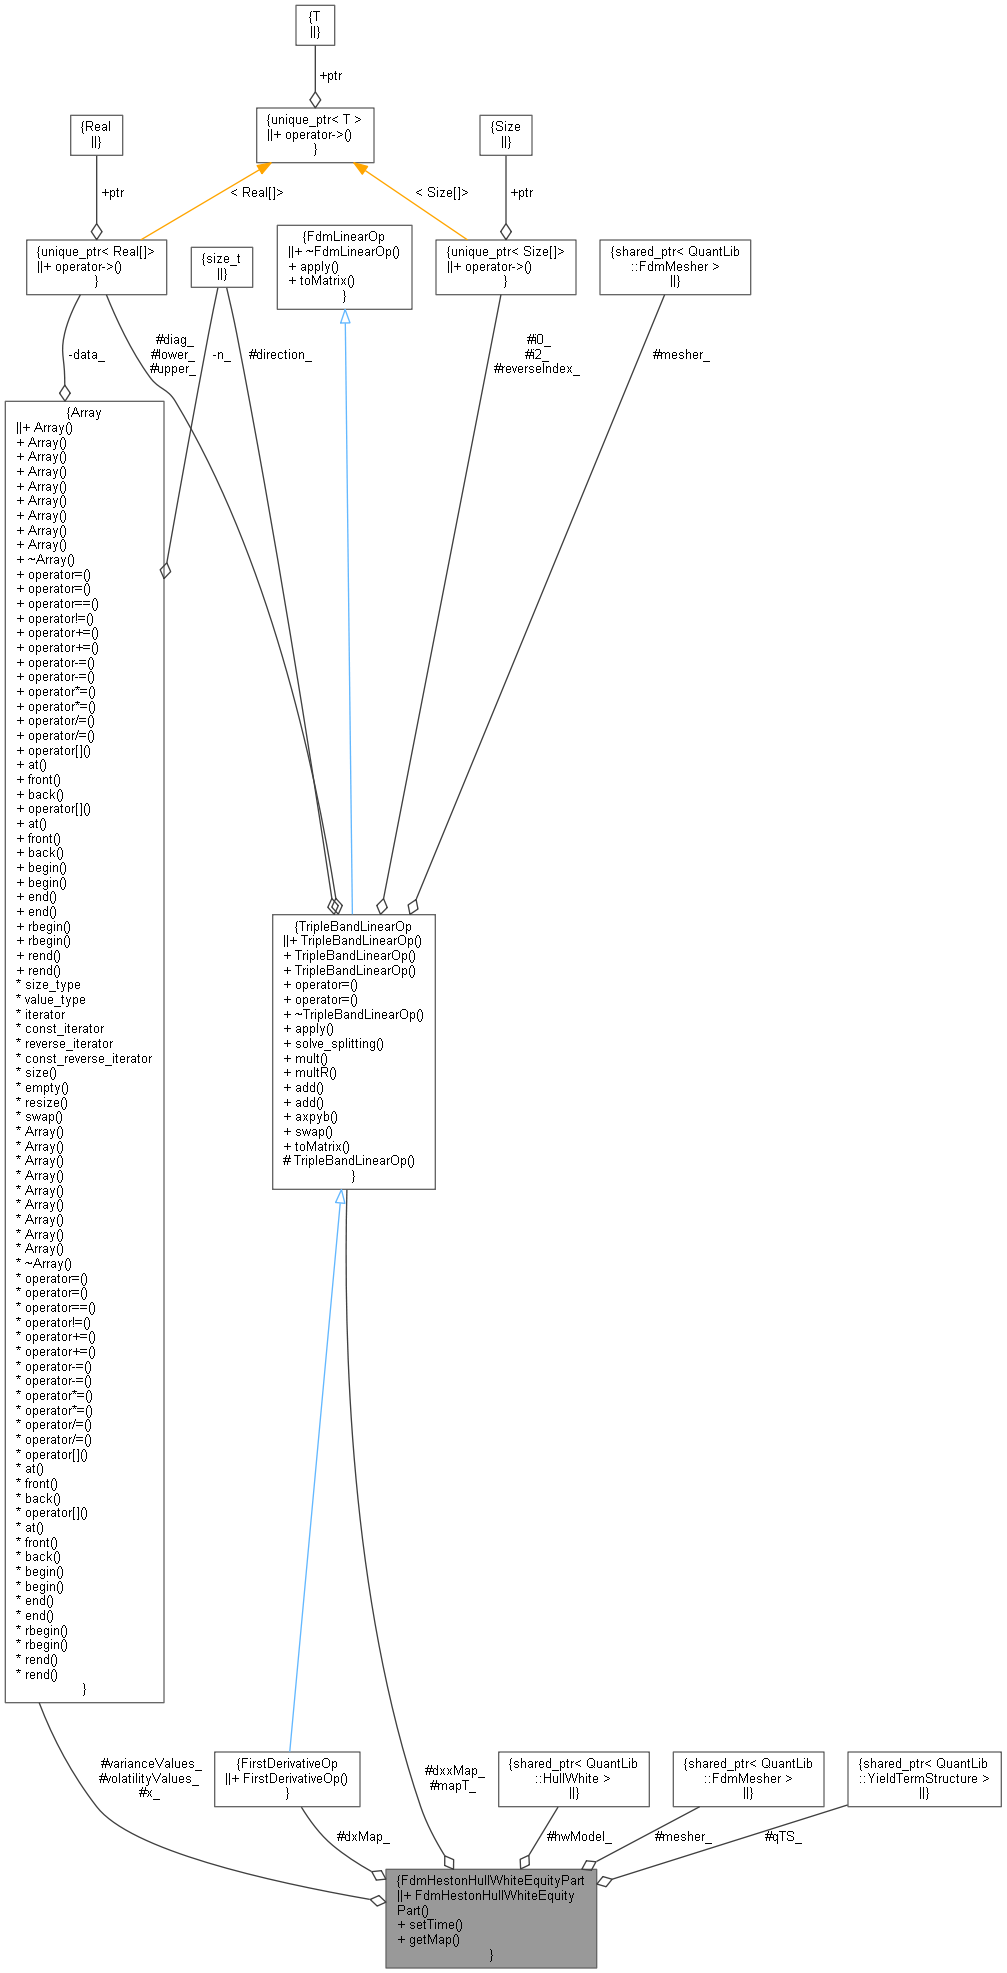 {T
||}
+ptr
{unique_ptr< T >
||+ operator->()
}
{Real
||}
{Size
||}
+ptr
< Real[]>
< Size[]>
+ptr
{unique_ptr< Real[]>
||+ operator->()
}
{size_t
||}
{FdmLinearOp
||+ ~FdmLinearOp()
+ apply()
+ toMatrix()
}
{unique_ptr< Size[]>
||+ operator->()
}
{shared_ptr< QuantLib
::FdmMesher >
||}
-data_
#diag_
#lower_
#upper_
-n_
#direction_
#i0_
#i2_
#reverseIndex_
#mesher_
{Array
||+ Array()
+ Array()
+ Array()
+ Array()
+ Array()
+ Array()
+ Array()
+ Array()
+ Array()
+ ~Array()
+ operator=()
+ operator=()
+ operator==()
+ operator!=()
+ operator+=()
+ operator+=()
+ operator-=()
+ operator-=()
+ operator*=()
+ operator*=()
+ operator/=()
+ operator/=()
+ operator[]()
+ at()
+ front()
+ back()
+ operator[]()
+ at()
+ front()
+ back()
+ begin()
+ begin()
+ end()
+ end()
+ rbegin()
+ rbegin()
+ rend()
+ rend()
* size_type
* value_type
* iterator
* const_iterator
* reverse_iterator
* const_reverse_iterator
* size()
* empty()
* resize()
* swap()
* Array()
* Array()
* Array()
* Array()
* Array()
* Array()
* Array()
* Array()
* Array()
* ~Array()
* operator=()
* operator=()
* operator==()
* operator!=()
* operator+=()
* operator+=()
* operator-=()
* operator-=()
* operator*=()
* operator*=()
* operator/=()
* operator/=()
* operator[]()
* at()
* front()
* back()
* operator[]()
* at()
* front()
* back()
* begin()
* begin()
* end()
* end()
* rbegin()
* rbegin()
* rend()
* rend()
}
{TripleBandLinearOp
||+ TripleBandLinearOp()
+ TripleBandLinearOp()
+ TripleBandLinearOp()
+ operator=()
+ operator=()
+ ~TripleBandLinearOp()
+ apply()
+ solve_splitting()
+ mult()
+ multR()
+ add()
+ add()
+ axpyb()
+ swap()
+ toMatrix()
# TripleBandLinearOp()
}
#varianceValues_
#volatilityValues_
#x_
{FirstDerivativeOp
||+ FirstDerivativeOp()
}
#dxxMap_
#mapT_
{shared_ptr< QuantLib
::HullWhite >
||}
{shared_ptr< QuantLib
::FdmMesher >
||}
{shared_ptr< QuantLib
::YieldTermStructure >
||}
#dxMap_
#hwModel_
#mesher_
#qTS_
{FdmHestonHullWhiteEquityPart
||+ FdmHestonHullWhiteEquity
Part()
+ setTime()
+ getMap()
}